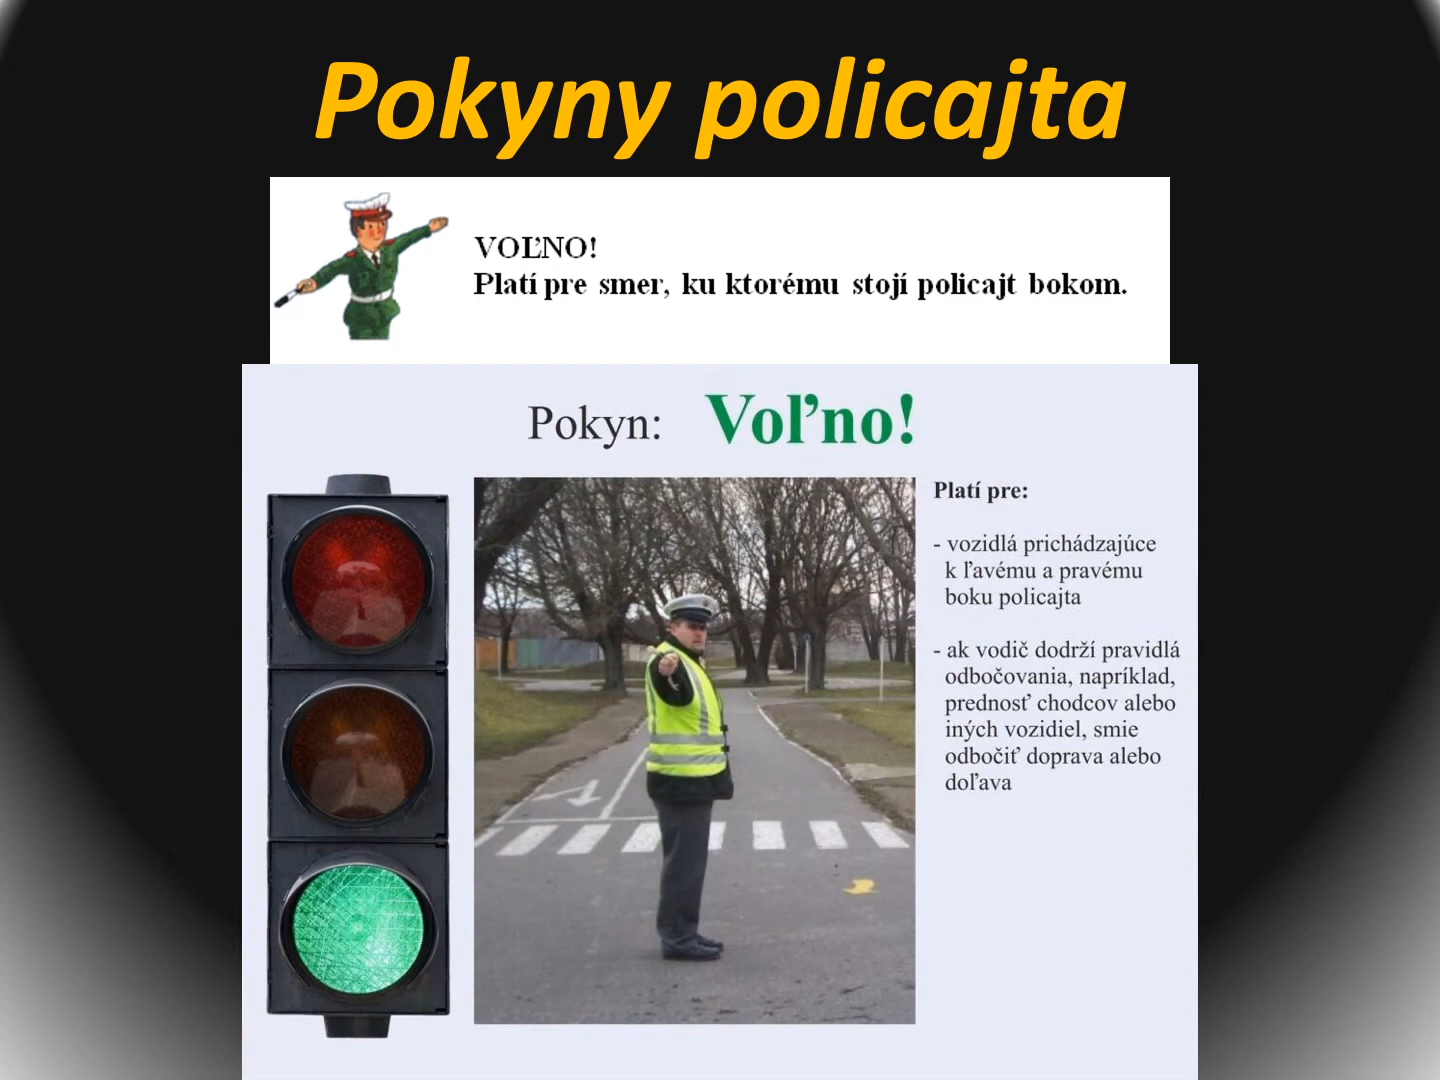 Pokyny policajta
VOĽNO!
Platí pre smer, ku ktorému stojí policajt bokom.
Pokyn: Voľno!
Platí pre:
- vozidlá prichádzajúce
k ľavému a pravému
boku policajta
- ak vodič dodrží pravidlá
odbočovania, napríklad,
prednosť chodcov alebo
iných vozidiel, smie
odbočiť doprava alebo
doľava